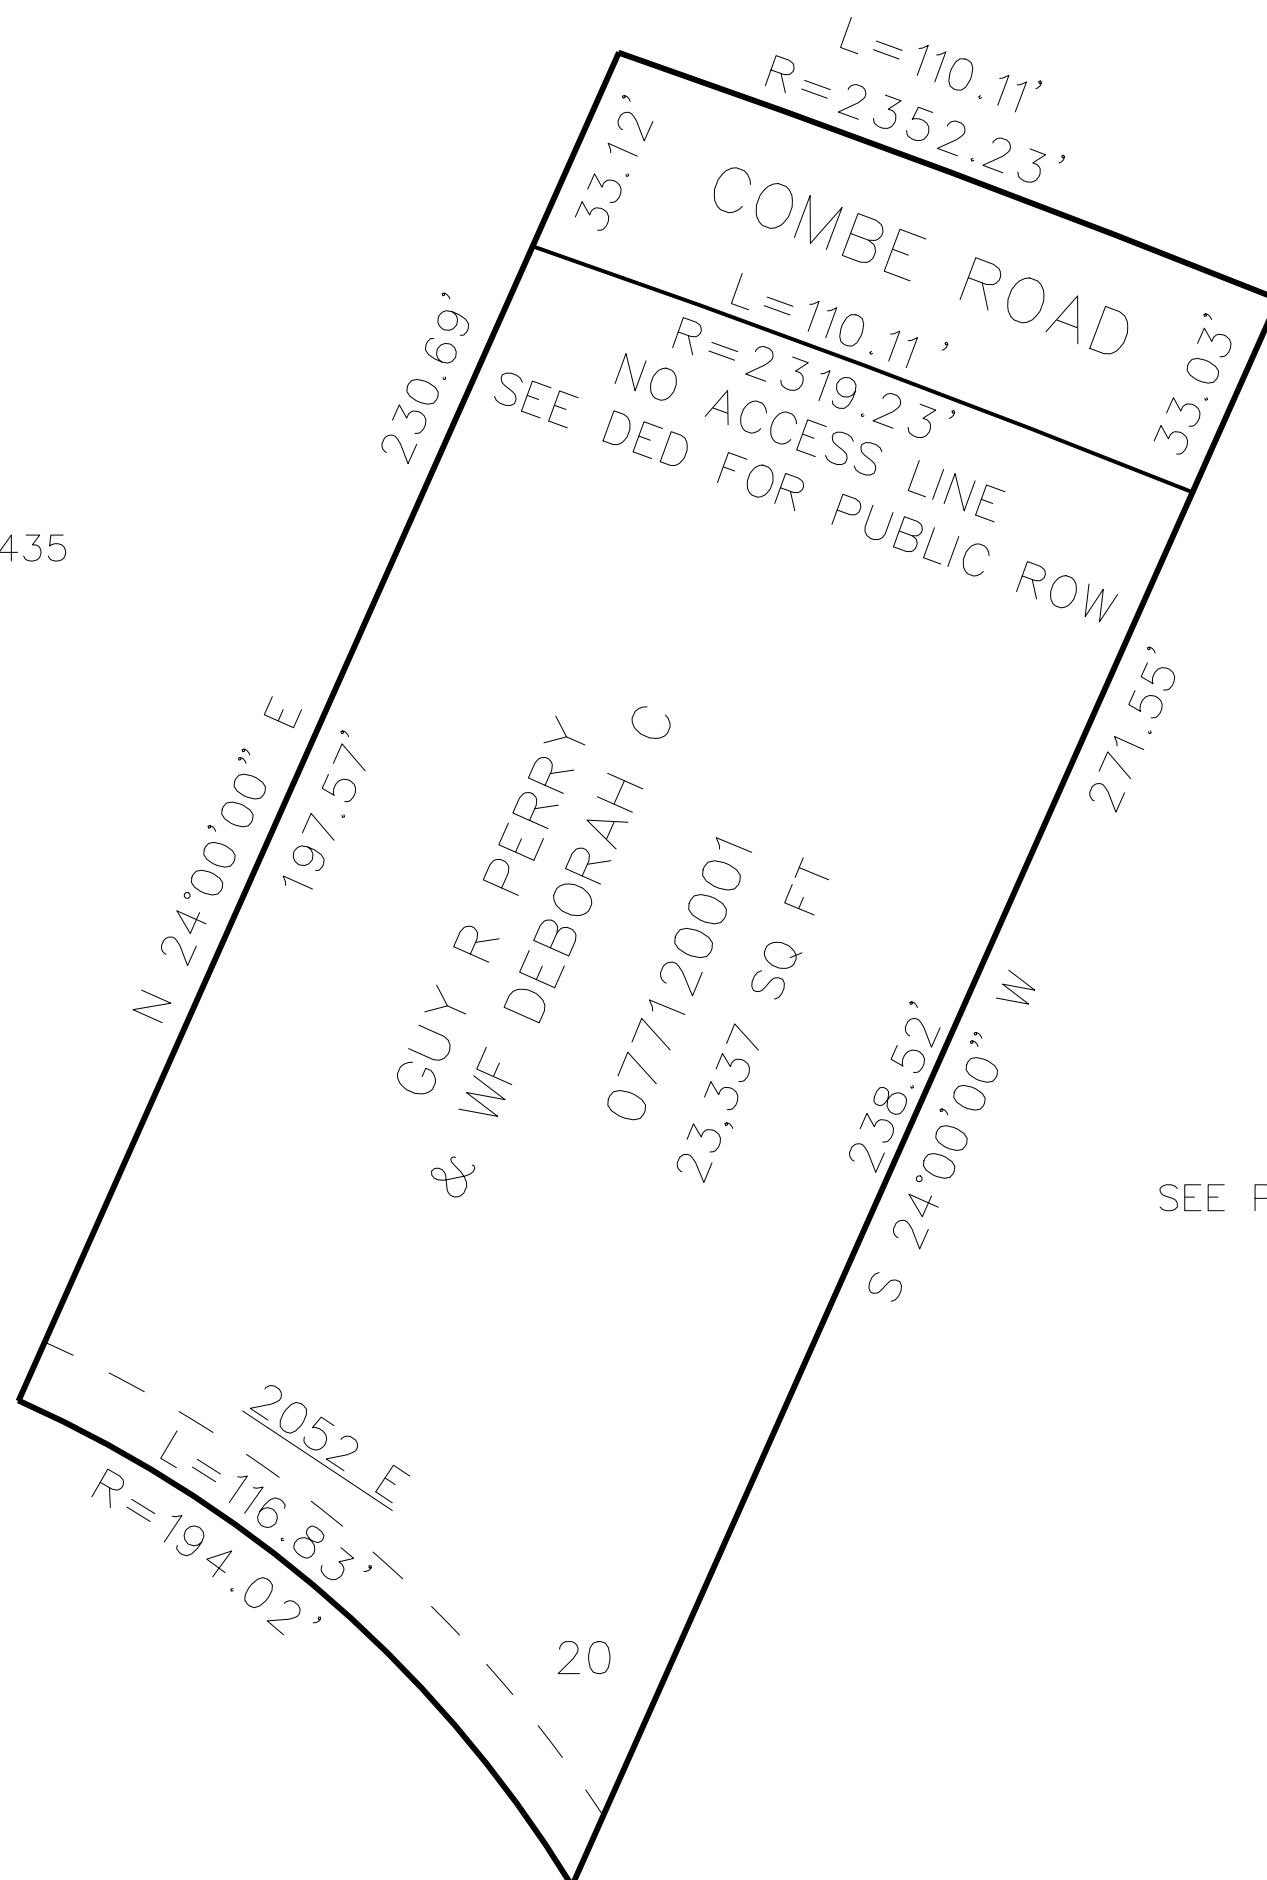 L=110.11'
R=2352.23'
33.12'
COMBE ROAD
33.03'
L=110.11'
R=2319.23'
NO ACCESS LINE
SEE DED FOR PUBLIC ROW
230.69'
435
N 24°00'00" E
197.57'
271.55'
GUY R PERRY
& WF DEBORAH C
077120001
23,337 SQ FT
238.52'
S 24°00'00" W
SEE
2052 E
L=116.83'
R=194.02'
20